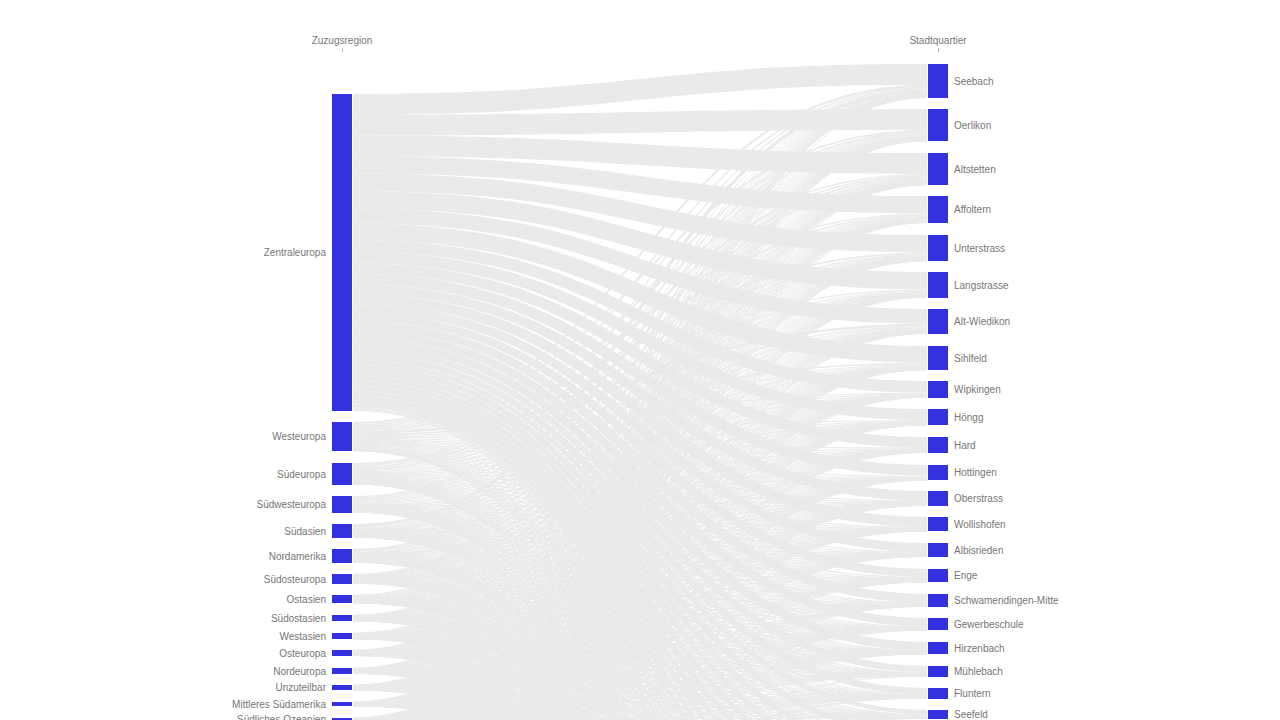 Zuzugsregion
Stadtquartier
Zentraleuropa
Westeuropa
Südeuropa
Südwesteuropa
Südasien
Nordamerika
Südosteuropa
Ostasien
Südostasien
Westasien
Osteuropa
Nordeuropa
Unzuteilbar
Mittleres Südamerika
Südliches Ozeanien
Seebach
Oerlikon
Altstetten
Affoltern
Unterstrass
Langstrasse
Alt-Wiedikon
Sihlfeld
Wipkingen
Höngg
Hard
Hottingen
Oberstrass
Wollishofen
Albisrieden
Enge
Schwamendingen-Mitte
Gewerbeschule
Hirzenbach
Mühlebach
Fluntern
Seefeld